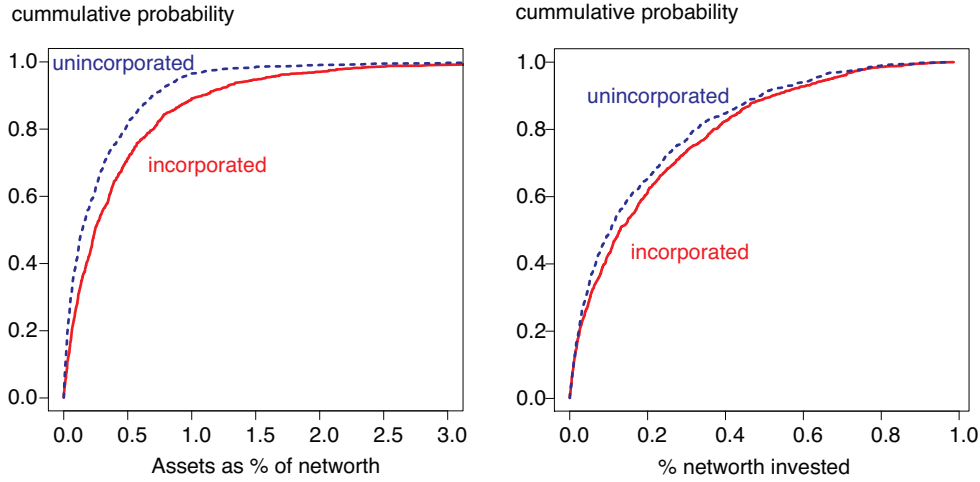 cummulative probability
1.0
0.8
0.6
0.4
0.2
0.0
unincorporated
incorporated
0.0 0.5 1.0 1.5 2.0 2.5 3.0
Assets as % of networth
cummulative probability
1.0
0.8
0.6
0.4
0.2
0.0
unincorporated
incorporated
0.0 0.2 0.4 0.6 0.8 1.0
% networth invested